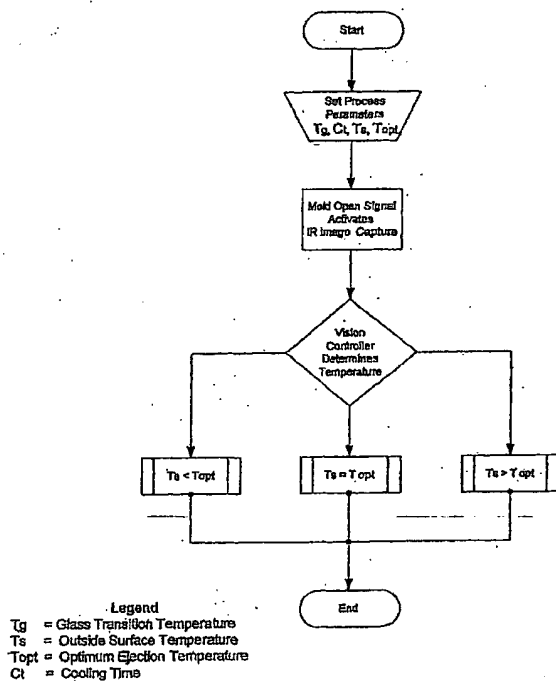 Start
Set Process
Parameters
Tg, Ct, Ts, Topt
Mold Open Signal
Activates
IR Image Capture
Vision
Controller
Determines
Temperature
Ts < Topt
Ts = Topt
Ts > Topt
End
Legend
Tg = Glass Transition Temperature
Ts = Outside Surface Temperature
Topt = Optimum Ejection Temperature
Ct = Cooling Time